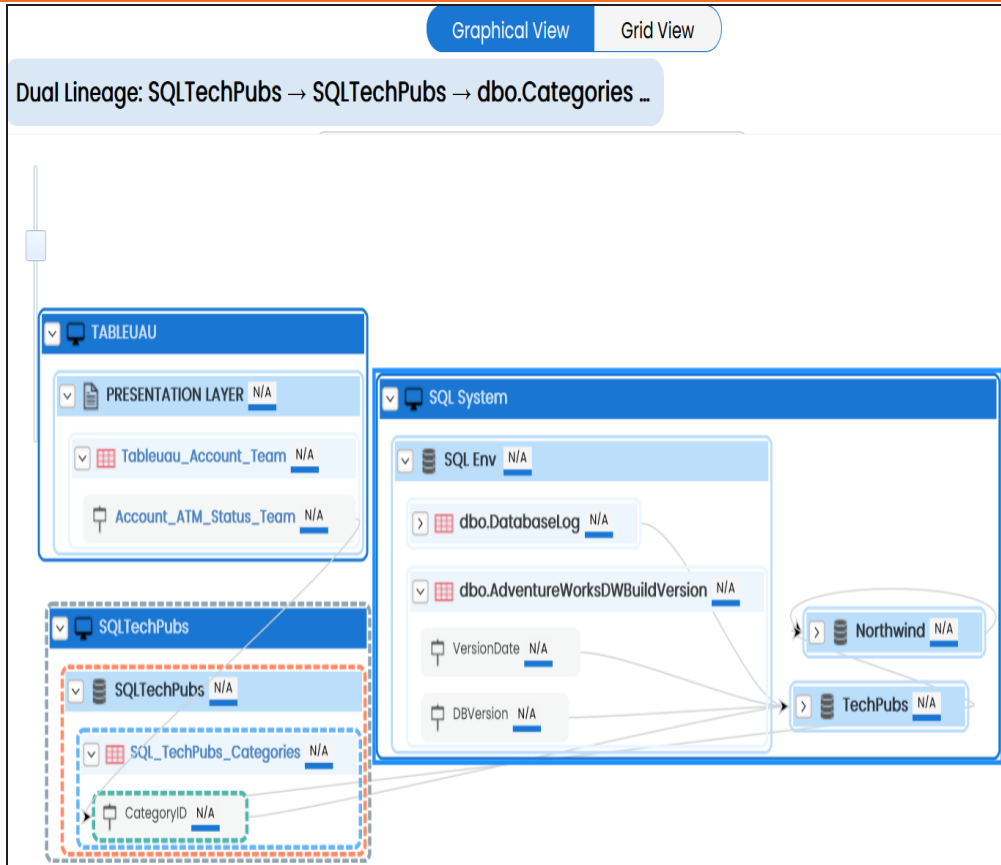 Graphical View
Grid View
Dual Lineage: SQLTechPubs → SQLTechPubs → dbo.Categories ...
TABLEUAU
PRESENTATION LAYER N/A
Tableuau_Account_Team N/A
Account_ATM_Status_Team N/A
SQLTechPubs
SQLTechPubs N/A
SQL_TechPubs_Categories N/A
CategoryID N/A
SQL System
SQL Env N/A
dbo.DatabaseLog N/A
dbo.AdventureWorksDWBuildVersion N/A
VersionDate N/A
DBVersion N/A
Northwind N/A
TechPubs N/A